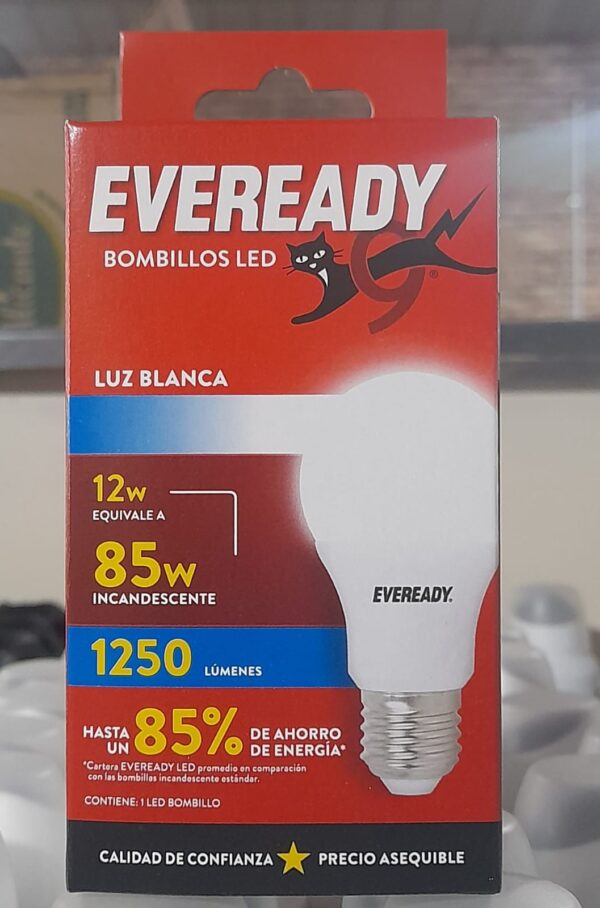 EVEREADY
BOMBILLOS LED
9®
LUZ BLANCA
12W
EQUIVALE A
85W
INCANDESCENTE
EVEREADY.
1250 LÚMENES
HASTA UN 85% DE AHORRO DE ENERGÍA*
*Cartera EVEREADY LED promedio en comparación
con las bombillas incandescente estándar.
CONTIENE: 1 LED BOMBILLO
CALIDAD DE CONFIANZA PRECIO ASEQUIBLE